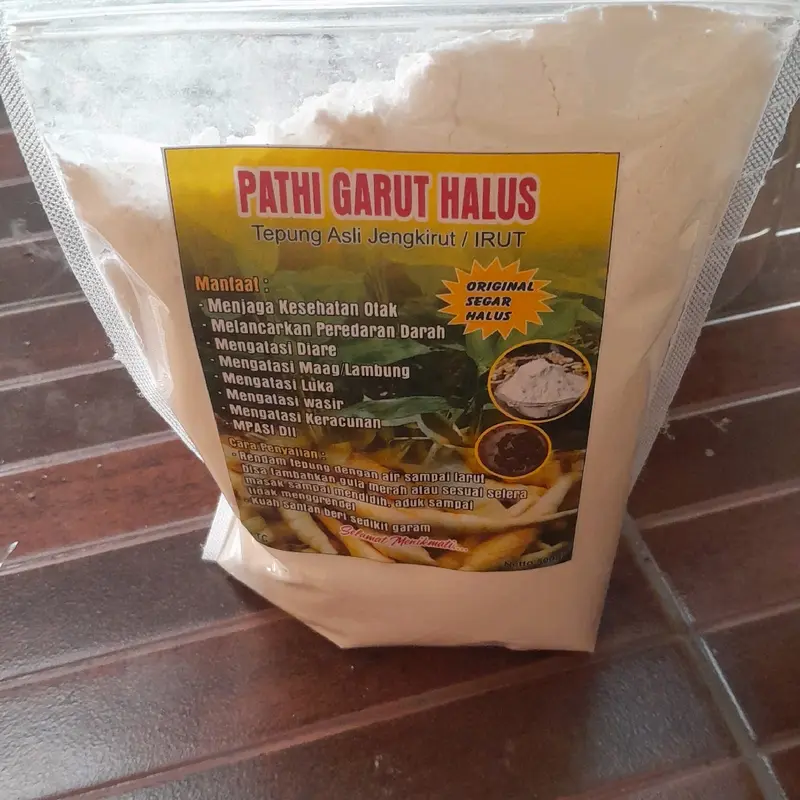 PATHI GARUT HALUS
Tepung Asli Jengkirut / IRUT
Manfaat :
· Menjaga Kesehatan Otak
· Melancarkan Peredaran Darah
· Mengatasi Diare
· Mengatasi Maag/Lambung
· Mengatasi Luka
· Mengatasi wasir
· Mengatasi Keracunan
· MPASI Dll
ORIGINAL
SEGAR
HALUS
Cara Penyajian :
· Rendam tepung dengan air sampai larut
bisa tambahkan gula merah atau sesuai selera
masak sampai mendidih, aduk sampai
tidak menggrendel
· Kuah santan beri sedikit garam
Selamat Menikmati...
Netto